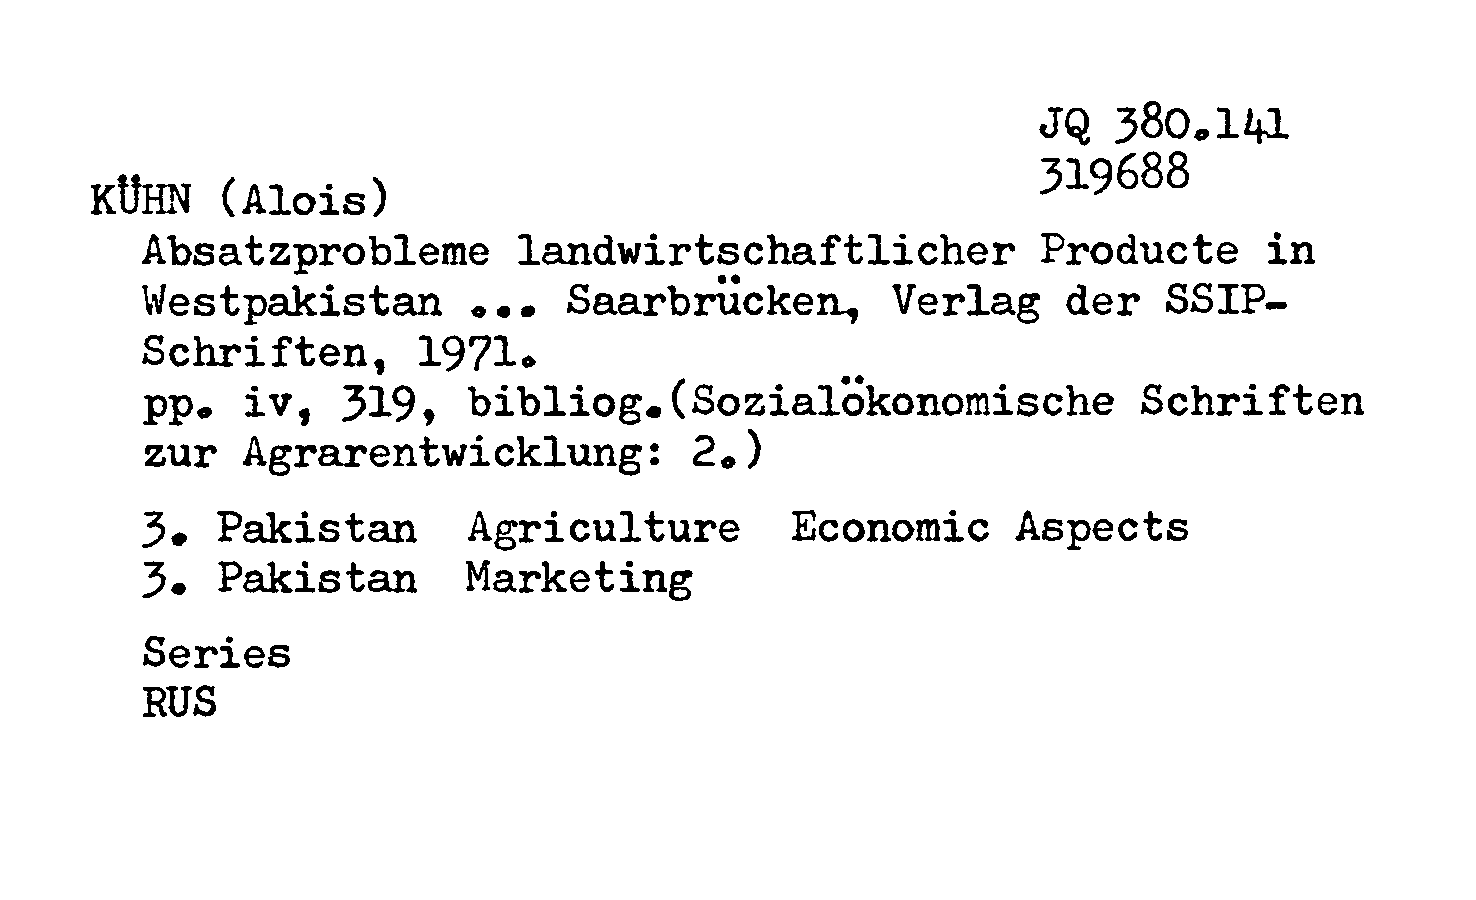 JQ 380.141
319688
KÜHN (Alois)
Absatzprobleme landwirtschaftlicher Producte in
Westpakistan ... Saarbrücken, Verlag der SSIP-
Schriften, 1971.
pp. iv, 319, bibliog.(Sozialökonomische Schriften
zur Agrarentwicklung: 2.)
3. Pakistan Agriculture Economic Aspects
3. Pakistan Marketing
Series
RUS